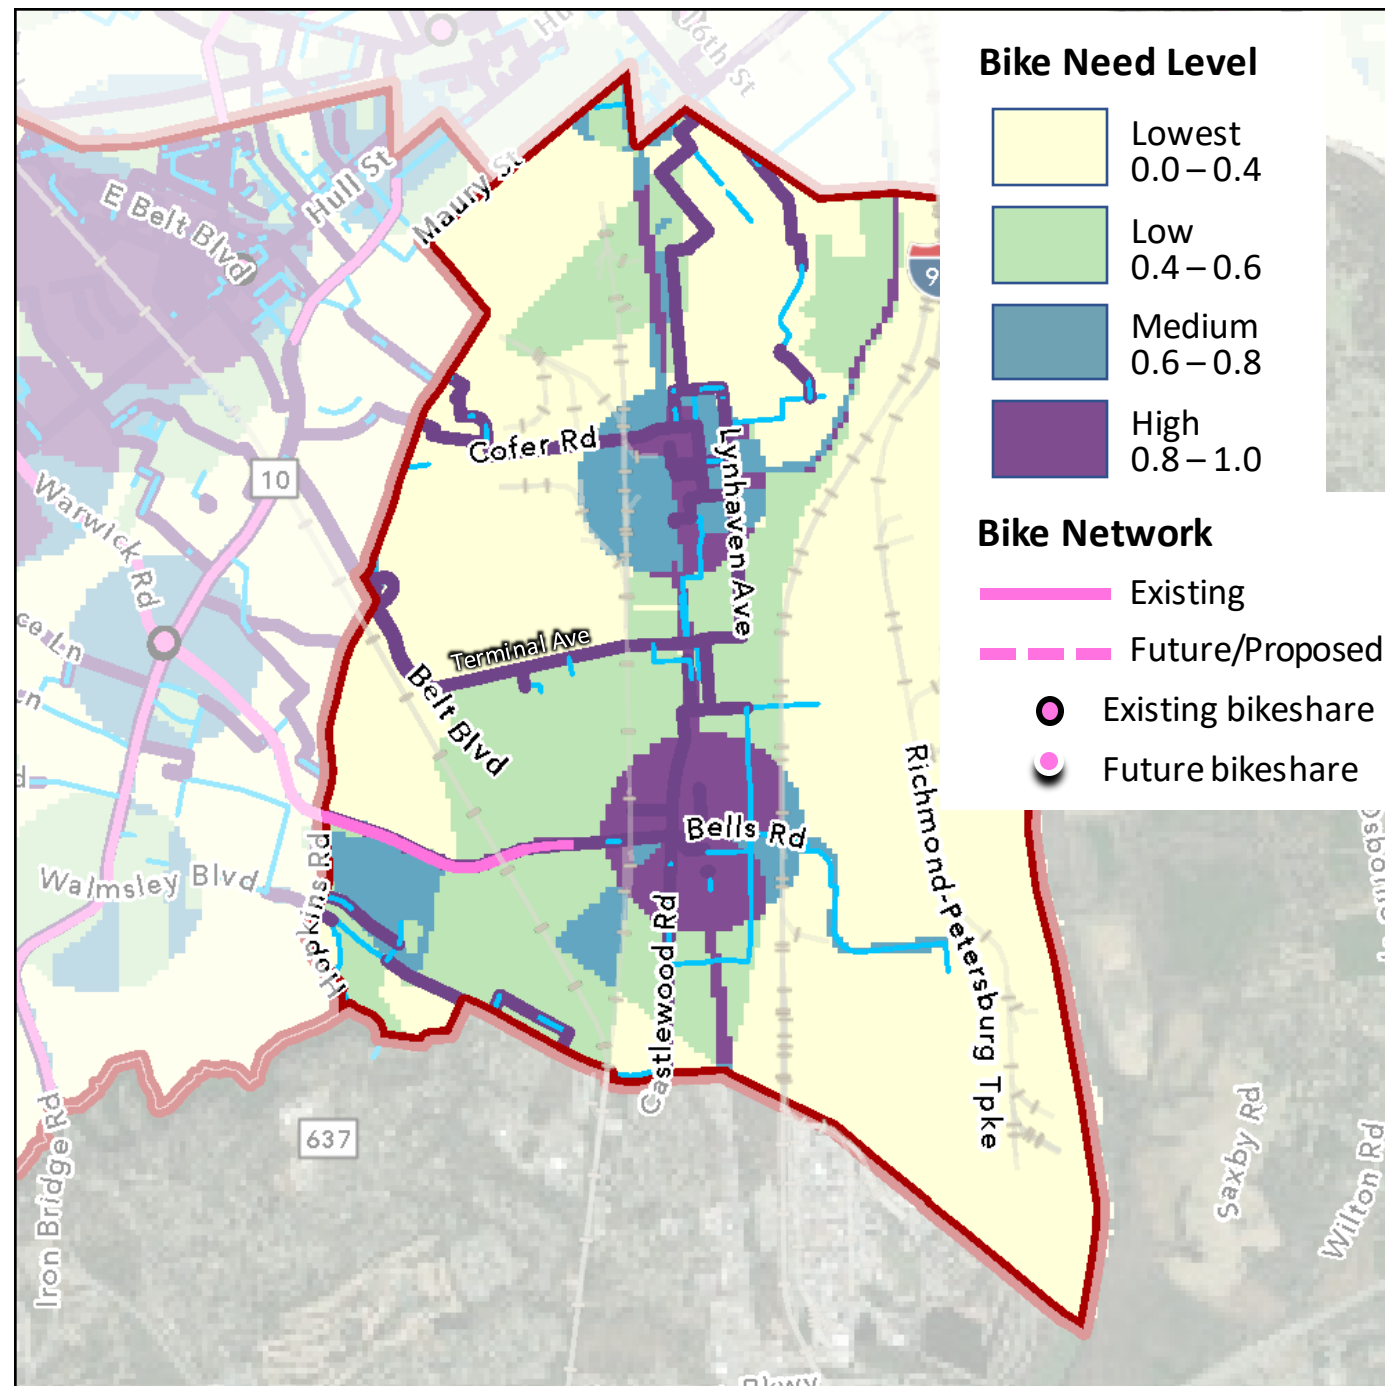 Bike Need Level
Lowest
0.0 – 0.4
Low
0.4 – 0.6
Medium
0.6 – 0.8
High
0.8 – 1.0
Bike Network
Existing
Future/Proposed
Existing bikeshare
Future bikeshare
16th St
Hull St
E Belt Blvd
Maury St
9
10
Cofer Rd
Lynhaven Ave
Warwick Rd
Terminal Ave
Belt Blvd
Bells Rd
Richmond-Petersburg Tpke
Walmsley Blvd
Hopkins Rd
Castlewood Rd
637
Iron Bridge Rd
Saxby Rd
Wilton Rd